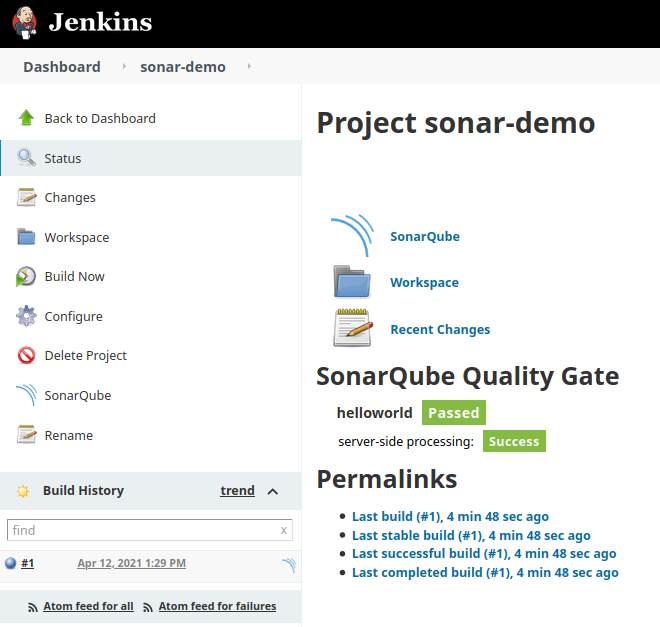 Jenkins
Dashboard sonar-demo
Back to Dashboard
Status
Changes
Workspace
Build Now
Configure
Delete Project
SonarQube
Rename
Build History trend
find x
#1 Apr 12, 2021 1:29 PM
Atom feed for all Atom feed for failures
Project sonar-demo
SonarQube
Workspace
Recent Changes
SonarQube Quality Gate
helloworld Passed
server-side processing: Success
Permalinks
Last build (#1), 4 min 48 sec ago
Last stable build (#1), 4 min 48 sec ago
Last successful build (#1), 4 min 48 sec ago
Last completed build (#1), 4 min 48 sec ago